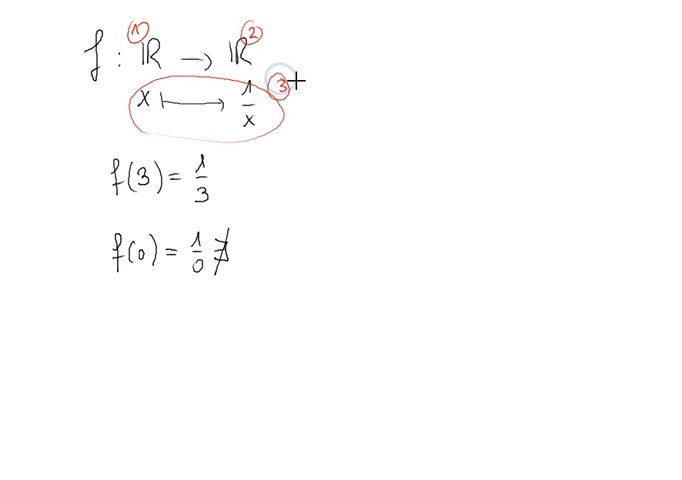 ① ②
f : ℝ → ℝ
x ⟼ 1/x ③
f(3) = 1/3
f(0) = 1/0 ∄